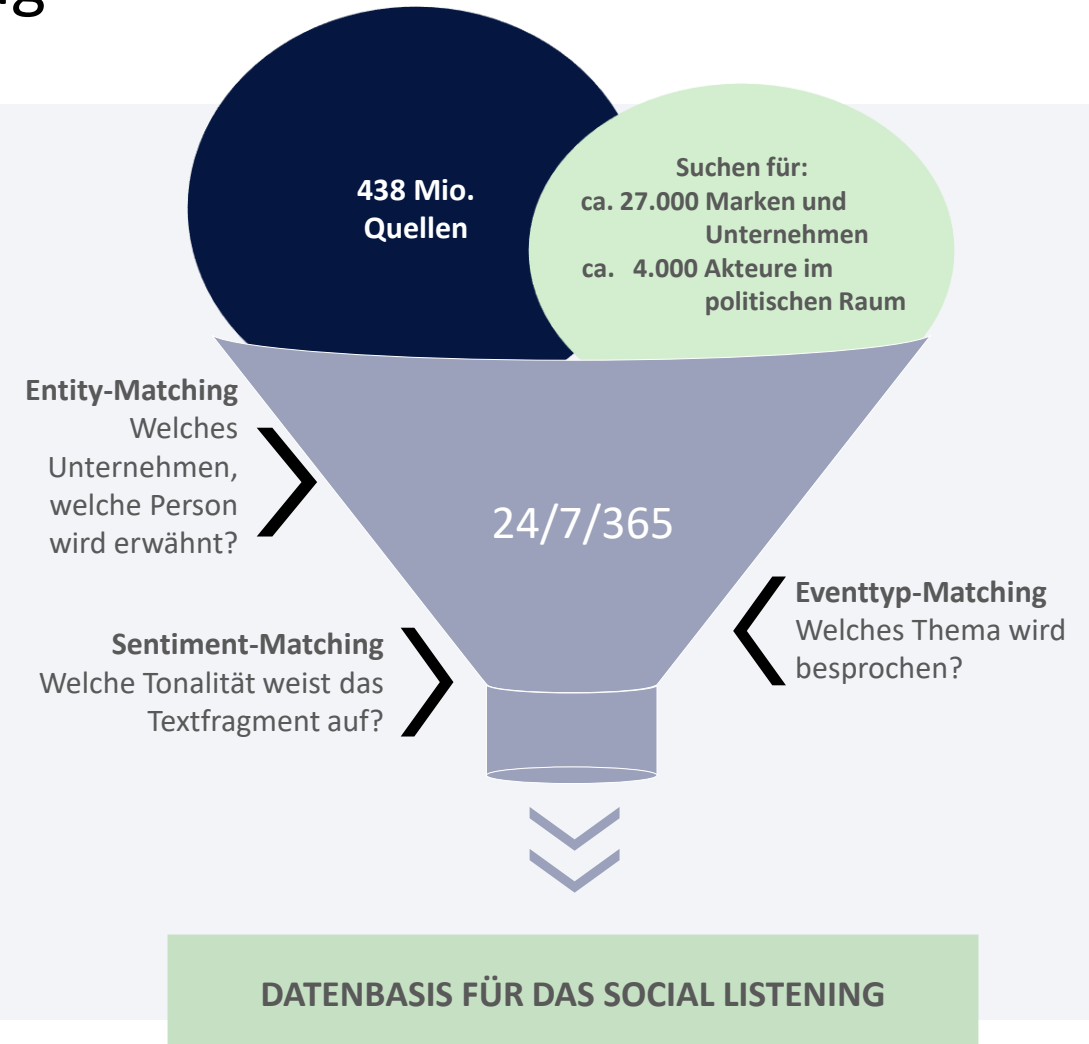 438 Mio.
Quellen
Suchen für:
ca. 27.000 Marken und
Unternehmen
ca. 4.000 Akteure im
politischen Raum
Entity-Matching
Welches
Unternehmen,
welche Person
wird erwähnt?
24/7/365
Eventtyp-Matching
Welches Thema wird
besprochen?
Sentiment-Matching
Welche Tonalität weist das
Textfragment auf?
DATENBASIS FÜR DAS SOCIAL LISTENING